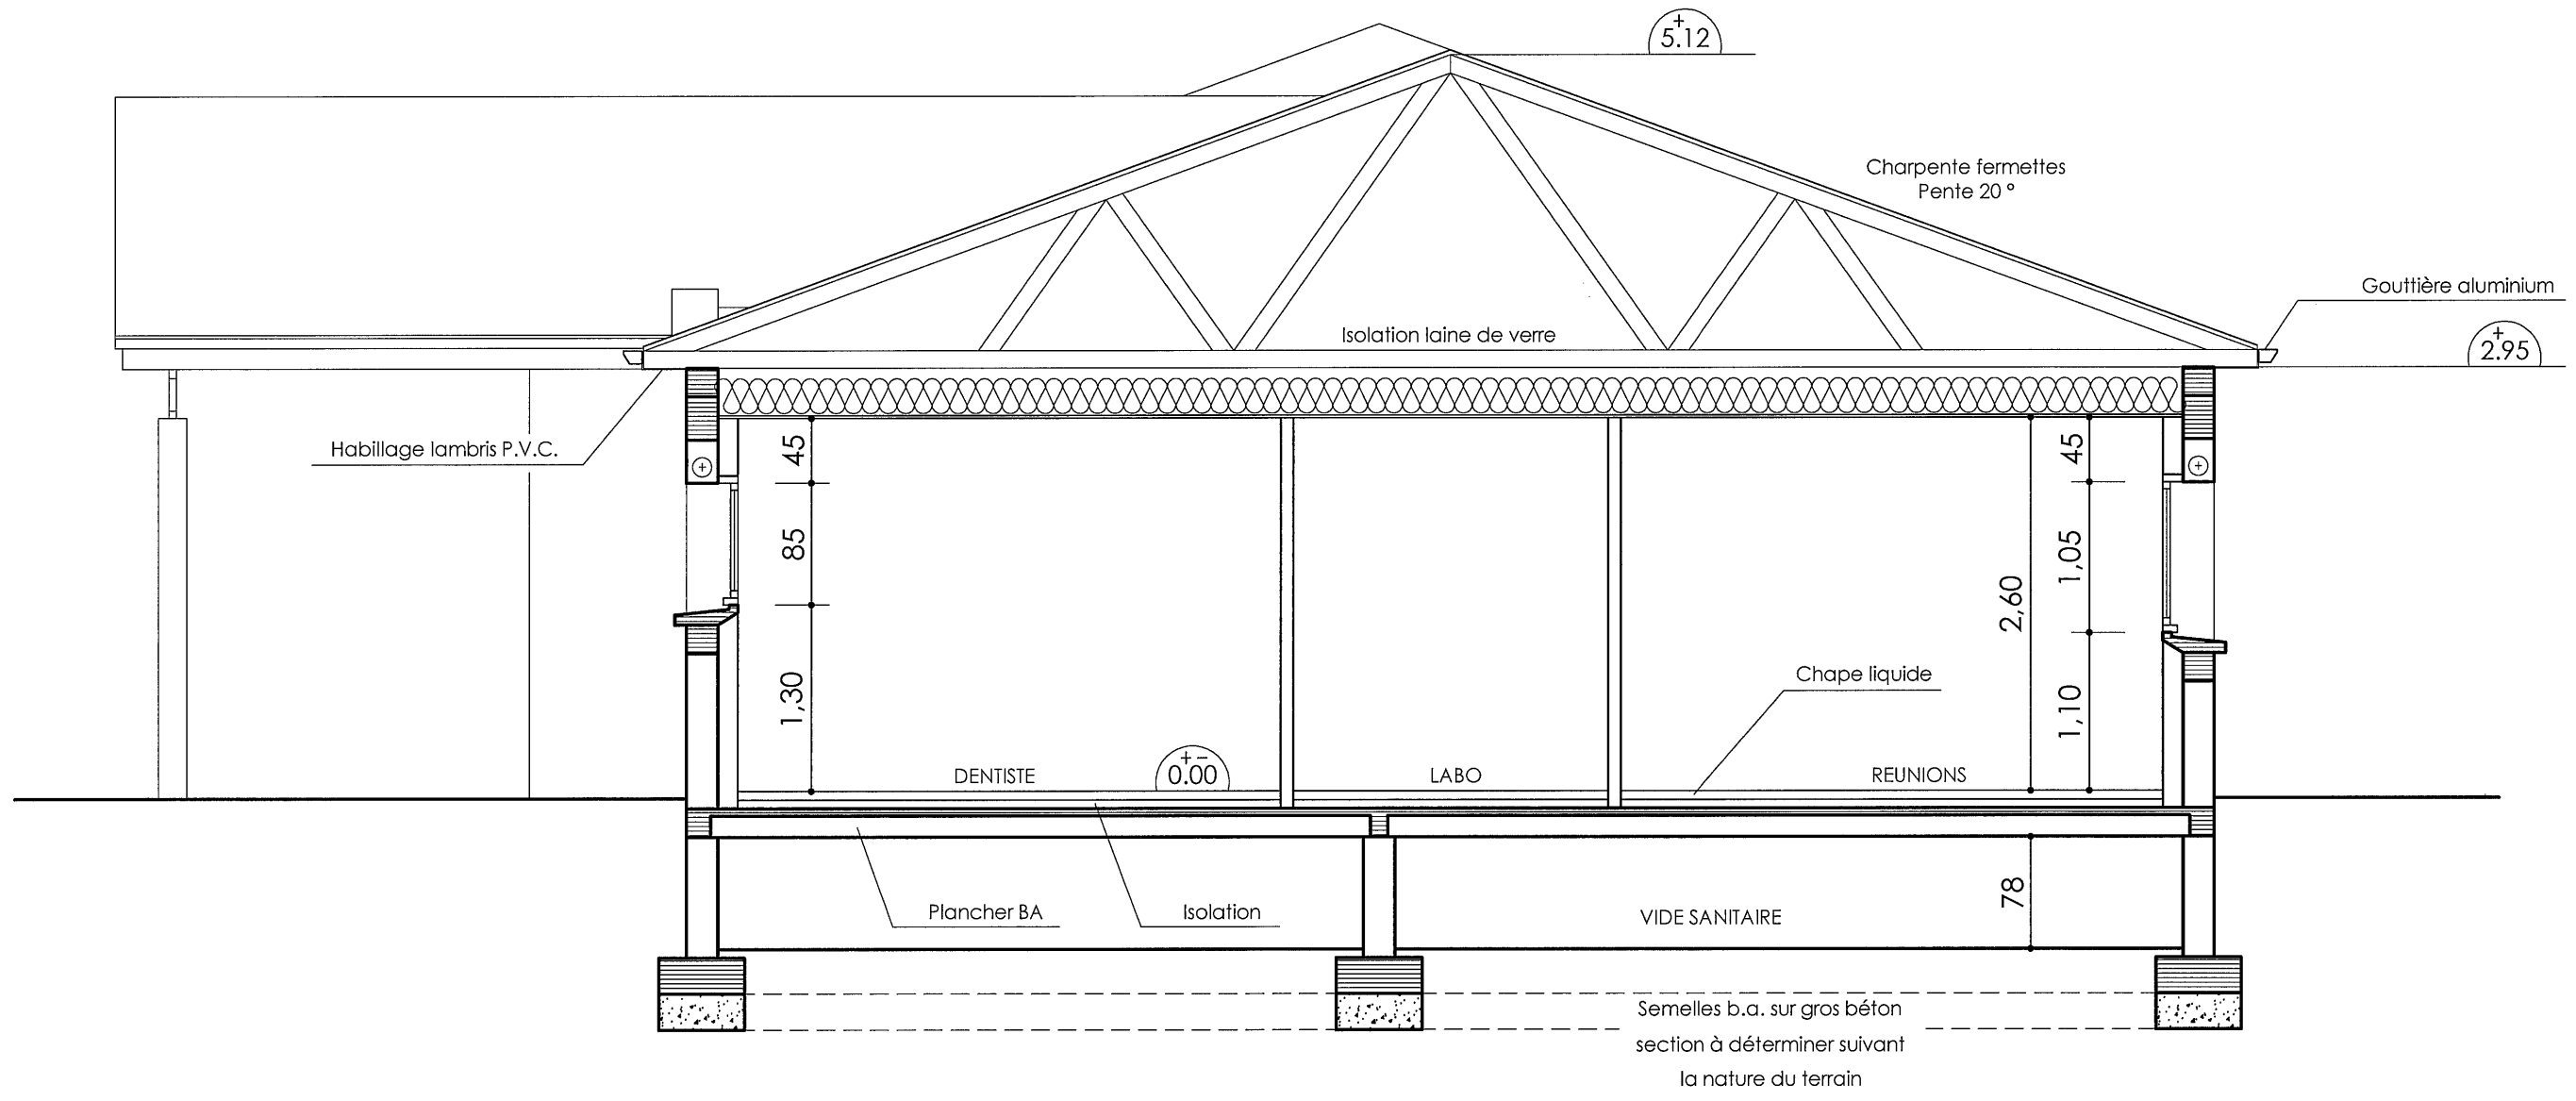 +
5.12
Charpente fermettes
Pente 20 °
Gouttière aluminium
Isolation laine de verre
+
2.95
Habillage lambris P.V.C.
45
85
1,30
45
1,05
2,60
1,10
Chape liquide
DENTISTE
+-
0.00
LABO
REUNIONS
Plancher BA
Isolation
VIDE SANITAIRE
78
Semelles b.a. sur gros béton
section à déterminer suivant
la nature du terrain